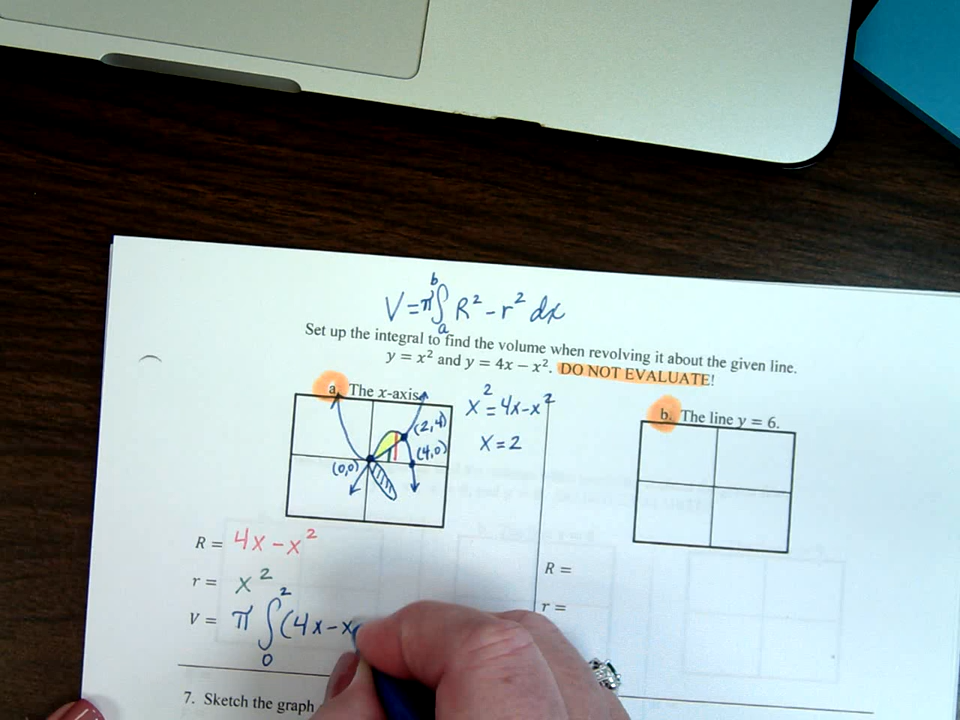 V = π∫ₐᵇ R² - r² dx
Set up the integral to find the volume when revolving it about the given line.
y = x² and y = 4x − x². DO NOT EVALUATE!
a. The x-axis
x² = 4x-x²
x = 2
(2,4)
(4,0)
(0,0)
R = 4x - x²
r = x²
V = π ∫₀² (4x - x
b. The line y = 6.
R =
r =
7. Sketch the graph